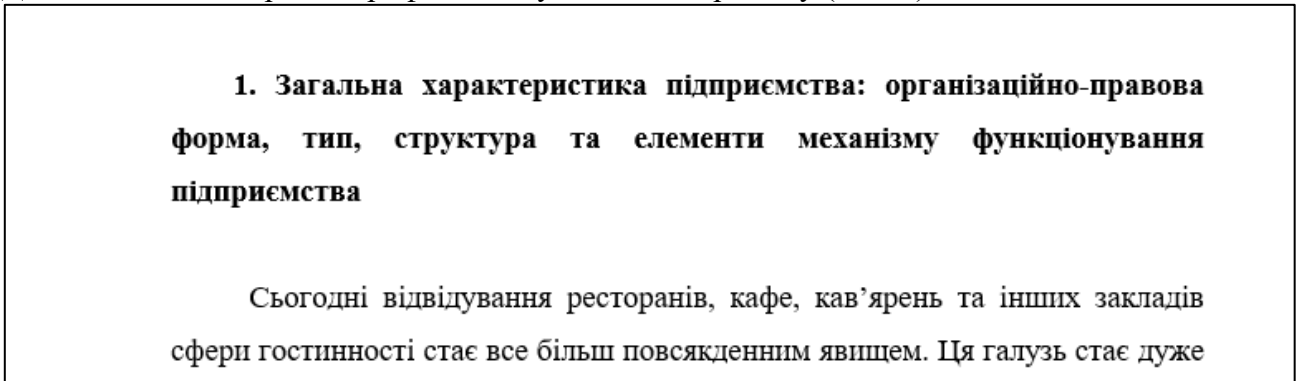 1. Загальна характеристика підприємства: організаційно-правова
форма, тип, структура та елементи механізму функціонування
підприємства
Сьогодні відвідування ресторанів, кафе, кав’ярень та інших закладів
сфери гостинності стає все більш повсякденним явищем. Ця галузь стає дуже